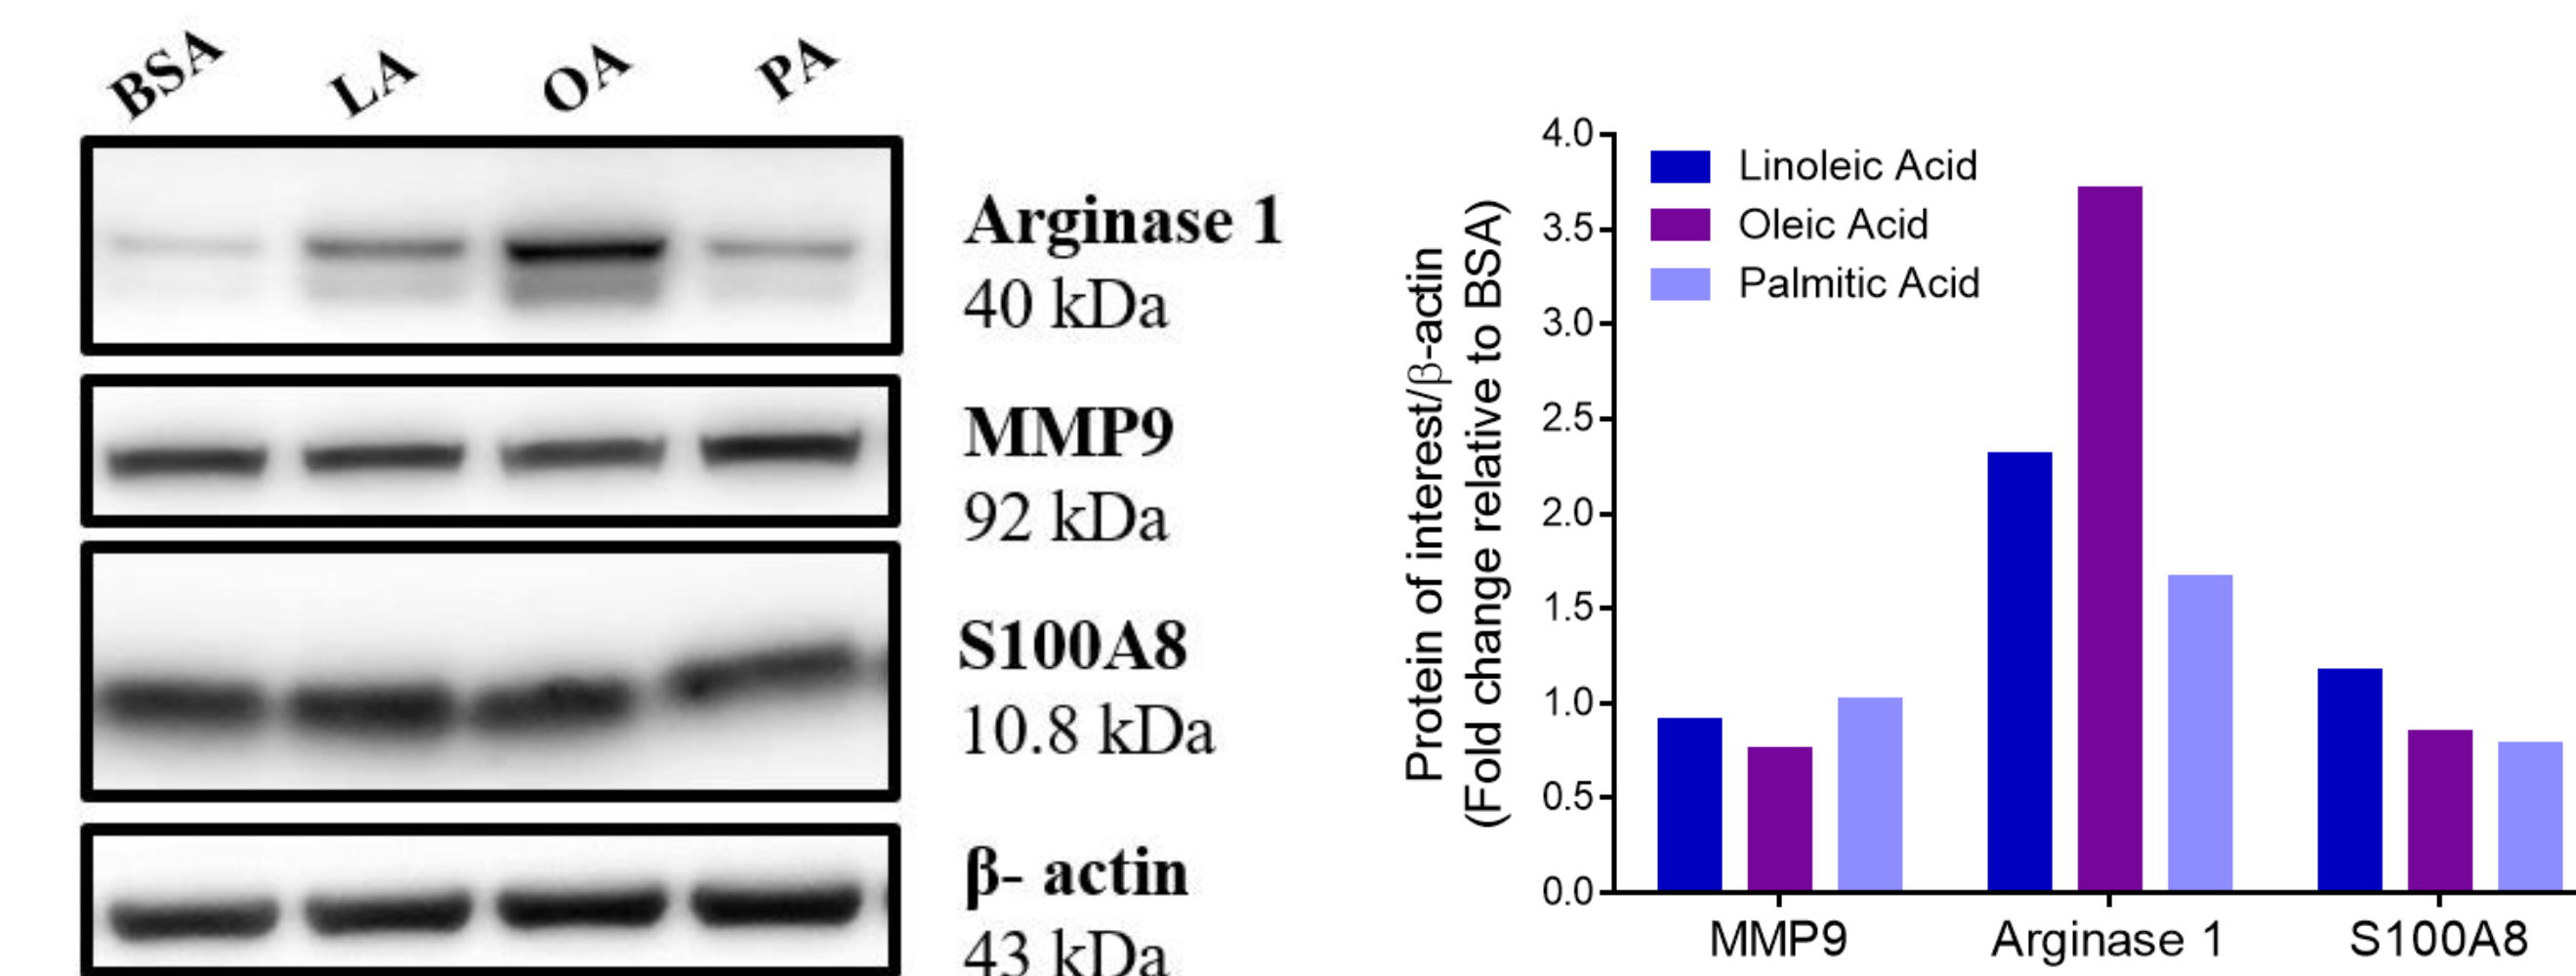 BSA LA OA PA
Arginase 1
40 kDa
MMP9
92 kDa
S100A8
10.8 kDa
β- actin
43 kDa
Protein of interest/β-actin
(Fold change relative to BSA)
4.0
3.5
3.0
2.5
2.0
1.5
1.0
0.5
0.0
Linoleic Acid
Oleic Acid
Palmitic Acid
MMP9 Arginase 1 S100A8